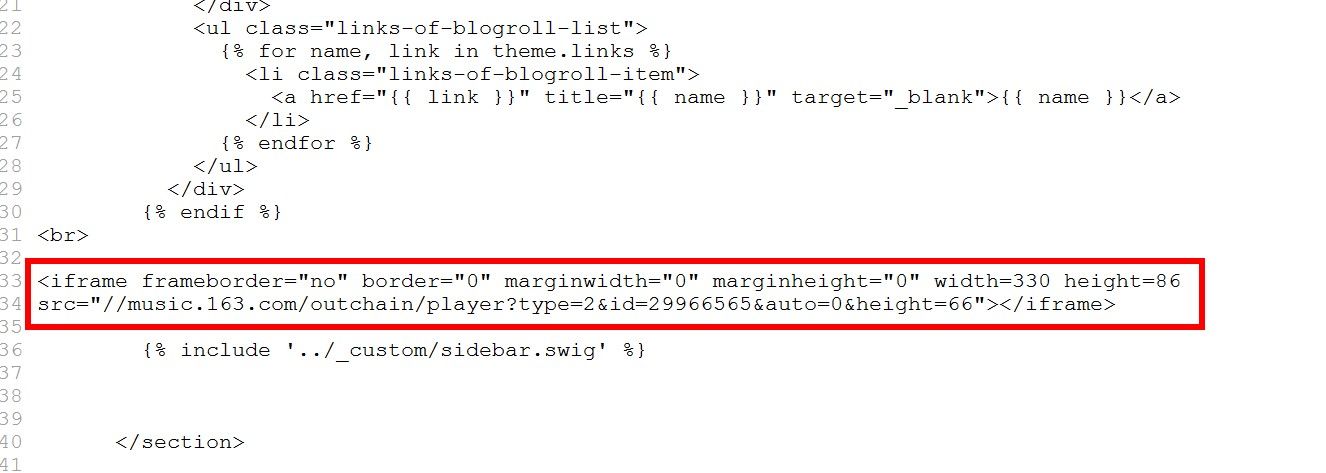 21             </div>
22             <ul class="links-of-blogroll-list">
23               {% for name, link in theme.links %}
24                 <li class="links-of-blogroll-item">
25                   <a href="{{ link }}" title="{{ name }}" target="_blank">{{ name }}</a>
26                 </li>
27               {% endfor %}
28             </ul>
29           </div>
30         {% endif %}
31 <br>
32
33 <iframe frameborder="no" border="0" marginwidth="0" marginheight="0" width=330 height=86
34 src="//music.163.com/outchain/player?type=2&id=29966565&auto=0&height=66"></iframe>
35
36         {% include '../_custom/sidebar.swig' %}
37
38
39
40       </section>
41